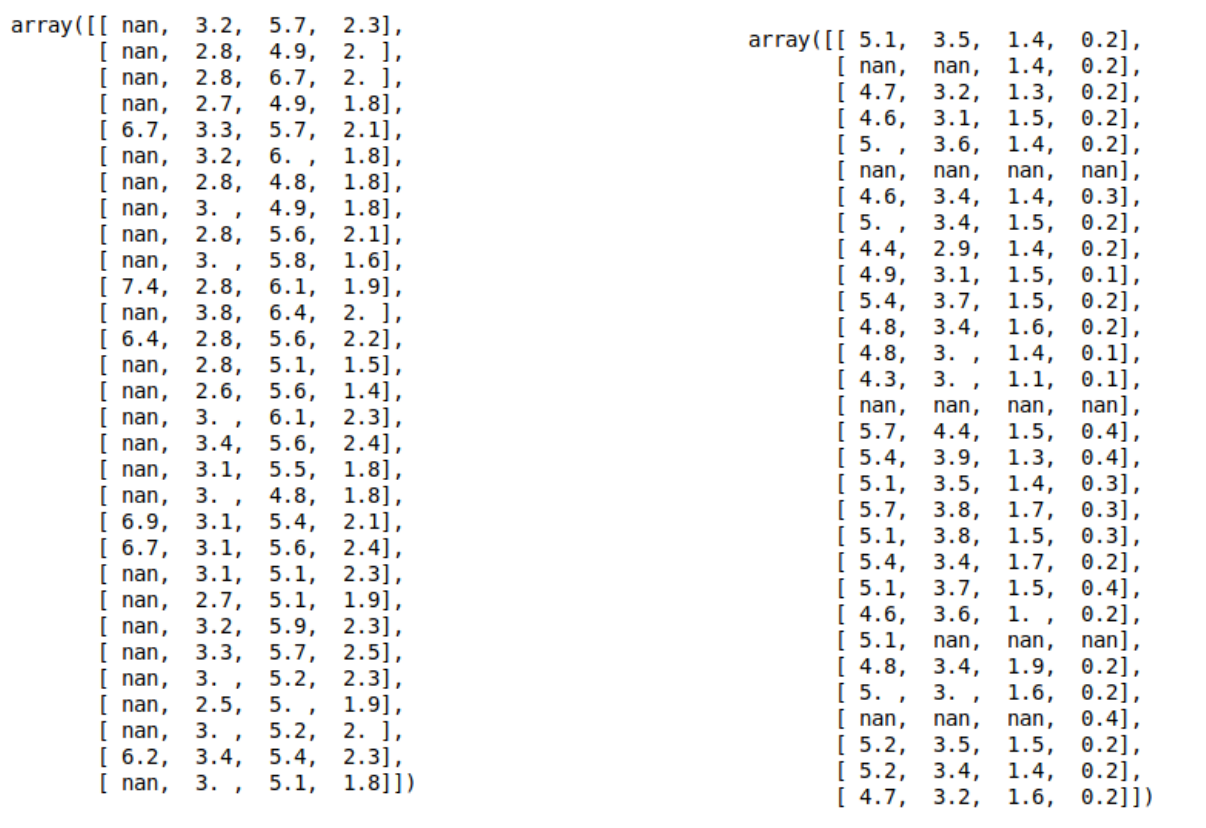 array([[ nan,  3.2,  5.7,  2.3],
       [ nan,  2.8,  4.9,  2. ],
       [ nan,  2.8,  6.7,  2. ],
       [ nan,  2.7,  4.9,  1.8],
       [ 6.7,  3.3,  5.7,  2.1],
       [ nan,  3.2,  6. ,  1.8],
       [ nan,  2.8,  4.8,  1.8],
       [ nan,  3. ,  4.9,  1.8],
       [ nan,  2.8,  5.6,  2.1],
       [ nan,  3. ,  5.8,  1.6],
       [ 7.4,  2.8,  6.1,  1.9],
       [ nan,  3.8,  6.4,  2. ],
       [ 6.4,  2.8,  5.6,  2.2],
       [ nan,  2.8,  5.1,  1.5],
       [ nan,  2.6,  5.6,  1.4],
       [ nan,  3. ,  6.1,  2.3],
       [ nan,  3.4,  5.6,  2.4],
       [ nan,  3.1,  5.5,  1.8],
       [ nan,  3. ,  4.8,  1.8],
       [ 6.9,  3.1,  5.4,  2.1],
       [ 6.7,  3.1,  5.6,  2.4],
       [ nan,  3.1,  5.1,  2.3],
       [ nan,  2.7,  5.1,  1.9],
       [ nan,  3.2,  5.9,  2.3],
       [ nan,  3.3,  5.7,  2.5],
       [ nan,  3. ,  5.2,  2.3],
       [ nan,  2.5,  5. ,  1.9],
       [ nan,  3. ,  5.2,  2. ],
       [ 6.2,  3.4,  5.4,  2.3],
       [ nan,  3. ,  5.1,  1.8]])
array([[ 5.1,  3.5,  1.4,  0.2],
       [ nan,  nan,  1.4,  0.2],
       [ 4.7,  3.2,  1.3,  0.2],
       [ 4.6,  3.1,  1.5,  0.2],
       [ 5. ,  3.6,  1.4,  0.2],
       [ nan,  nan,  nan,  nan],
       [ 4.6,  3.4,  1.4,  0.3],
       [ 5. ,  3.4,  1.5,  0.2],
       [ 4.4,  2.9,  1.4,  0.2],
       [ 4.9,  3.1,  1.5,  0.1],
       [ 5.4,  3.7,  1.5,  0.2],
       [ 4.8,  3.4,  1.6,  0.2],
       [ 4.8,  3. ,  1.4,  0.1],
       [ 4.3,  3. ,  1.1,  0.1],
       [ nan,  nan,  nan,  nan],
       [ 5.7,  4.4,  1.5,  0.4],
       [ 5.4,  3.9,  1.3,  0.4],
       [ 5.1,  3.5,  1.4,  0.3],
       [ 5.7,  3.8,  1.7,  0.3],
       [ 5.1,  3.8,  1.5,  0.3],
       [ 5.4,  3.4,  1.7,  0.2],
       [ 5.1,  3.7,  1.5,  0.4],
       [ 4.6,  3.6,  1. ,  0.2],
       [ 5.1,  nan,  nan,  nan],
       [ 4.8,  3.4,  1.9,  0.2],
       [ 5. ,  3. ,  1.6,  0.2],
       [ nan,  nan,  nan,  0.4],
       [ 5.2,  3.5,  1.5,  0.2],
       [ 5.2,  3.4,  1.4,  0.2],
       [ 4.7,  3.2,  1.6,  0.2]])